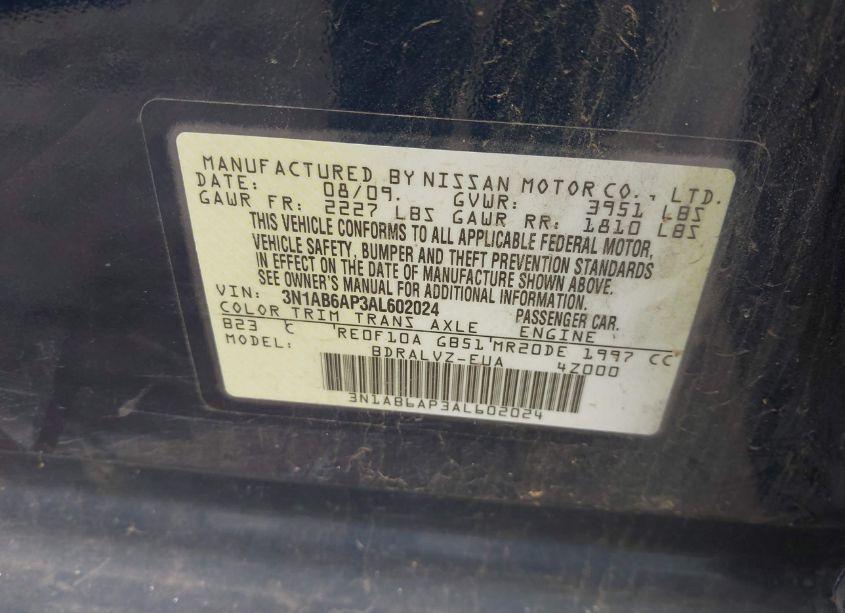 MANUFACTURED BY NISSAN MOTOR CO., LTD.
DATE: 08/09. GVWR: 3951 LBS
GAWR FR: 2227 LBS GAWR RR: 1810 LBS
THIS VEHICLE CONFORMS TO ALL APPLICABLE FEDERAL MOTOR,
VEHICLE SAFETY, BUMPER AND THEFT PREVENTION STANDARDS
IN EFFECT ON THE DATE OF MANUFACTURE SHOWN ABOVE.
SEE OWNER'S MANUAL FOR ADDITIONAL INFORMATION.
VIN: 3N1AB6AP3AL602024 PASSENGER CAR.
COLOR TRIM TRANS AXLE ENGINE
B23 C RE0F10A GB51 MR20DE 1997 CC
MODEL: BDRALVZ-EUA 4Z000
3N1AB6AP3AL602024